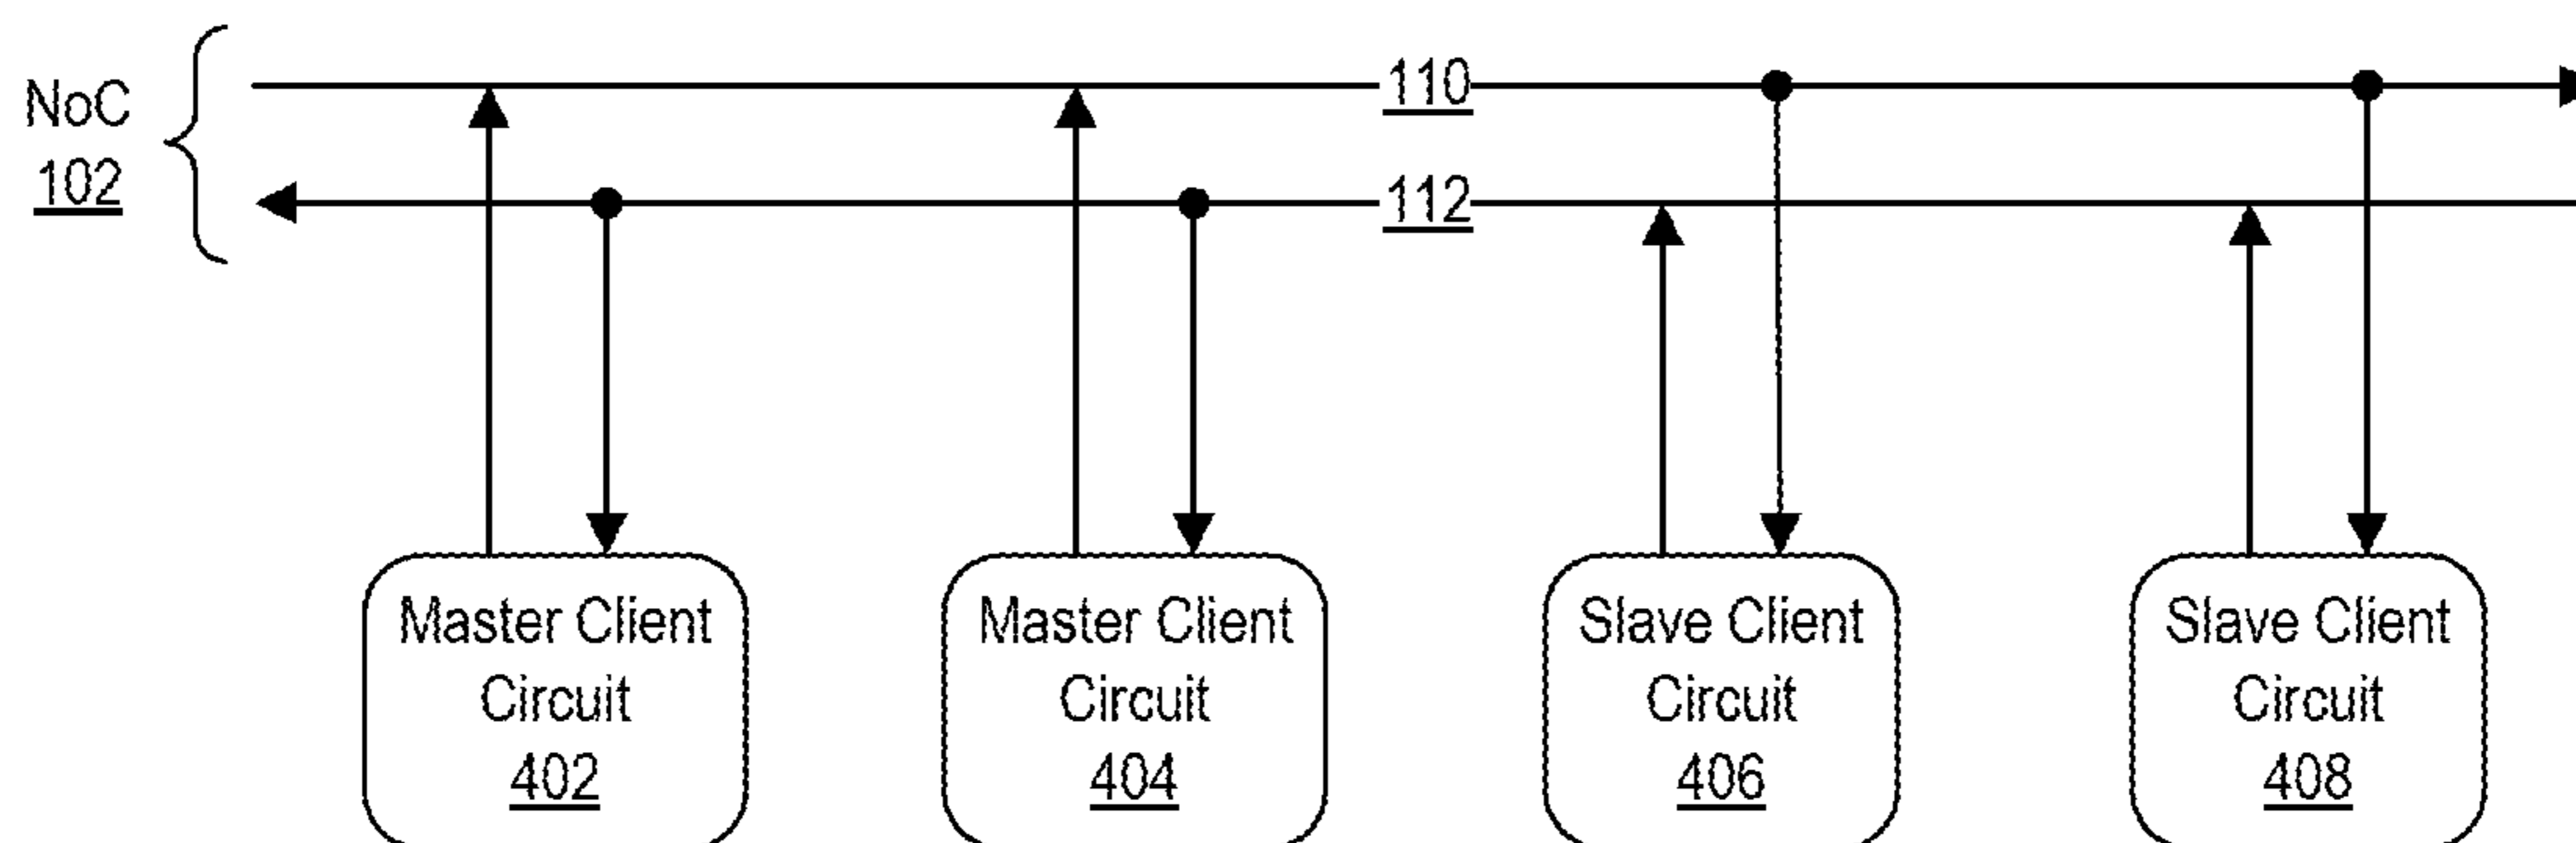 NoC
102
110
112
Master Client
Circuit
402
Master Client
Circuit
404
Slave Client
Circuit
406
Slave Client
Circuit
408